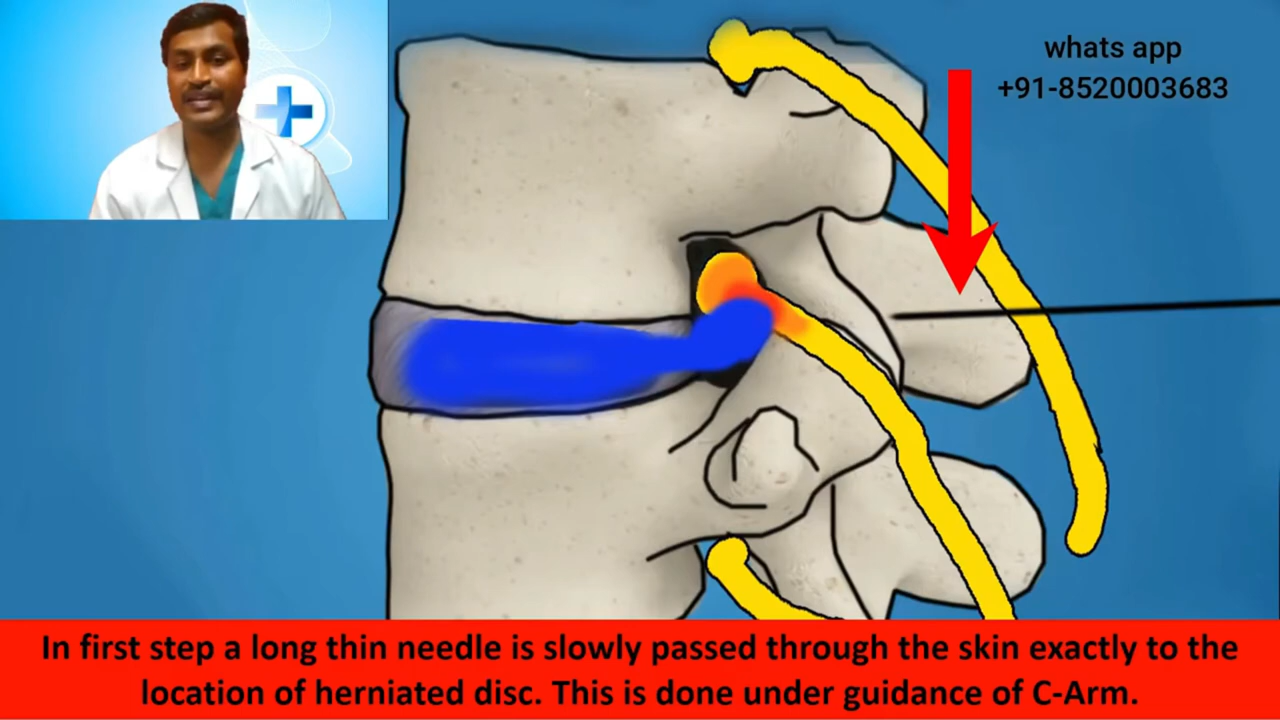 whats app
+91-8520003683
In first step a long thin needle is slowly passed through the skin exactly to the
location of herniated disc. This is done under guidance of C-Arm.